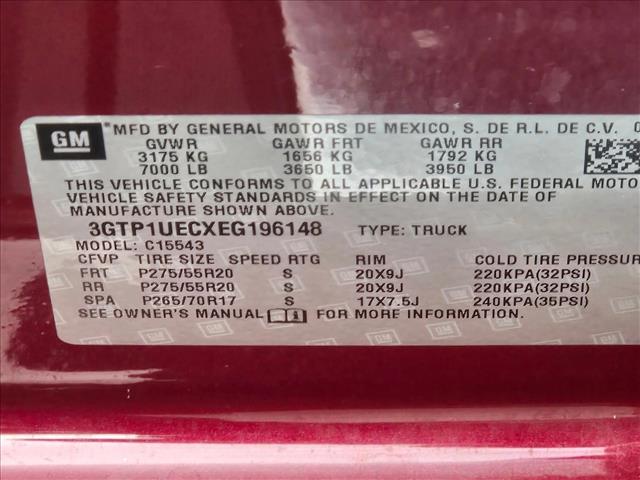 GM *MFD BY GENERAL MOTORS DE MEXICO, S. DE R.L. DE C.V. 0
GVWR GAWR FRT GAWR RR
3175 KG 1656 KG 1792 KG
7000 LB 3650 LB 3950 LB
THIS VEHICLE CONFORMS TO ALL APPLICABLE U.S. FEDERAL MOTOR
VEHICLE SAFETY STANDARDS IN EFFECT ON THE DATE OF
MANUFACTURE SHOWN ABOVE.
3GTP1UECXEG196148 TYPE: TRUCK
MODEL: C15543
CFVP TIRE SIZE SPEED RTG RIM COLD TIRE PRESSUR
FRT P275/55R20 S 20X9J 220KPA(32PSI)
RR P275/55R20 S 20X9J 220KPA(32PSI)
SPA P265/70R17 S 17X7.5J 240KPA(35PSI)
SEE OWNER'S MANUAL FOR MORE INFORMATION.